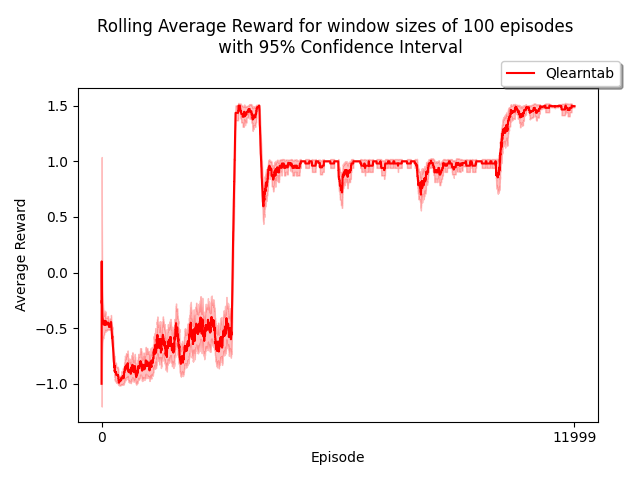 Rolling Average Reward for window sizes of 100 episodes
with 95% Confidence Interval
Qlearntab
1.5
1.0
0.5
0.0
−0.5
−1.0
Average Reward
0
11999
Episode